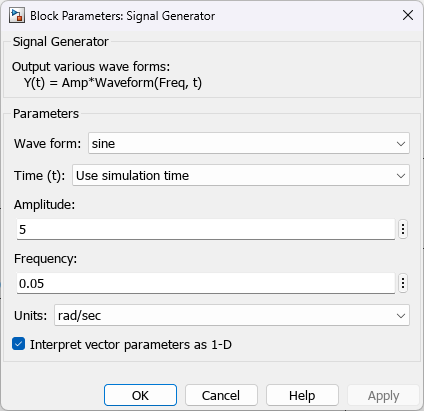 Block Parameters: Signal Generator
Signal Generator
Output various wave forms:
Y(t) = Amp*Waveform(Freq, t)
Parameters
Wave form: sine
Time (t): Use simulation time
Amplitude:
5
Frequency:
0.05
Units: rad/sec
Interpret vector parameters as 1-D
OK Cancel Help Apply